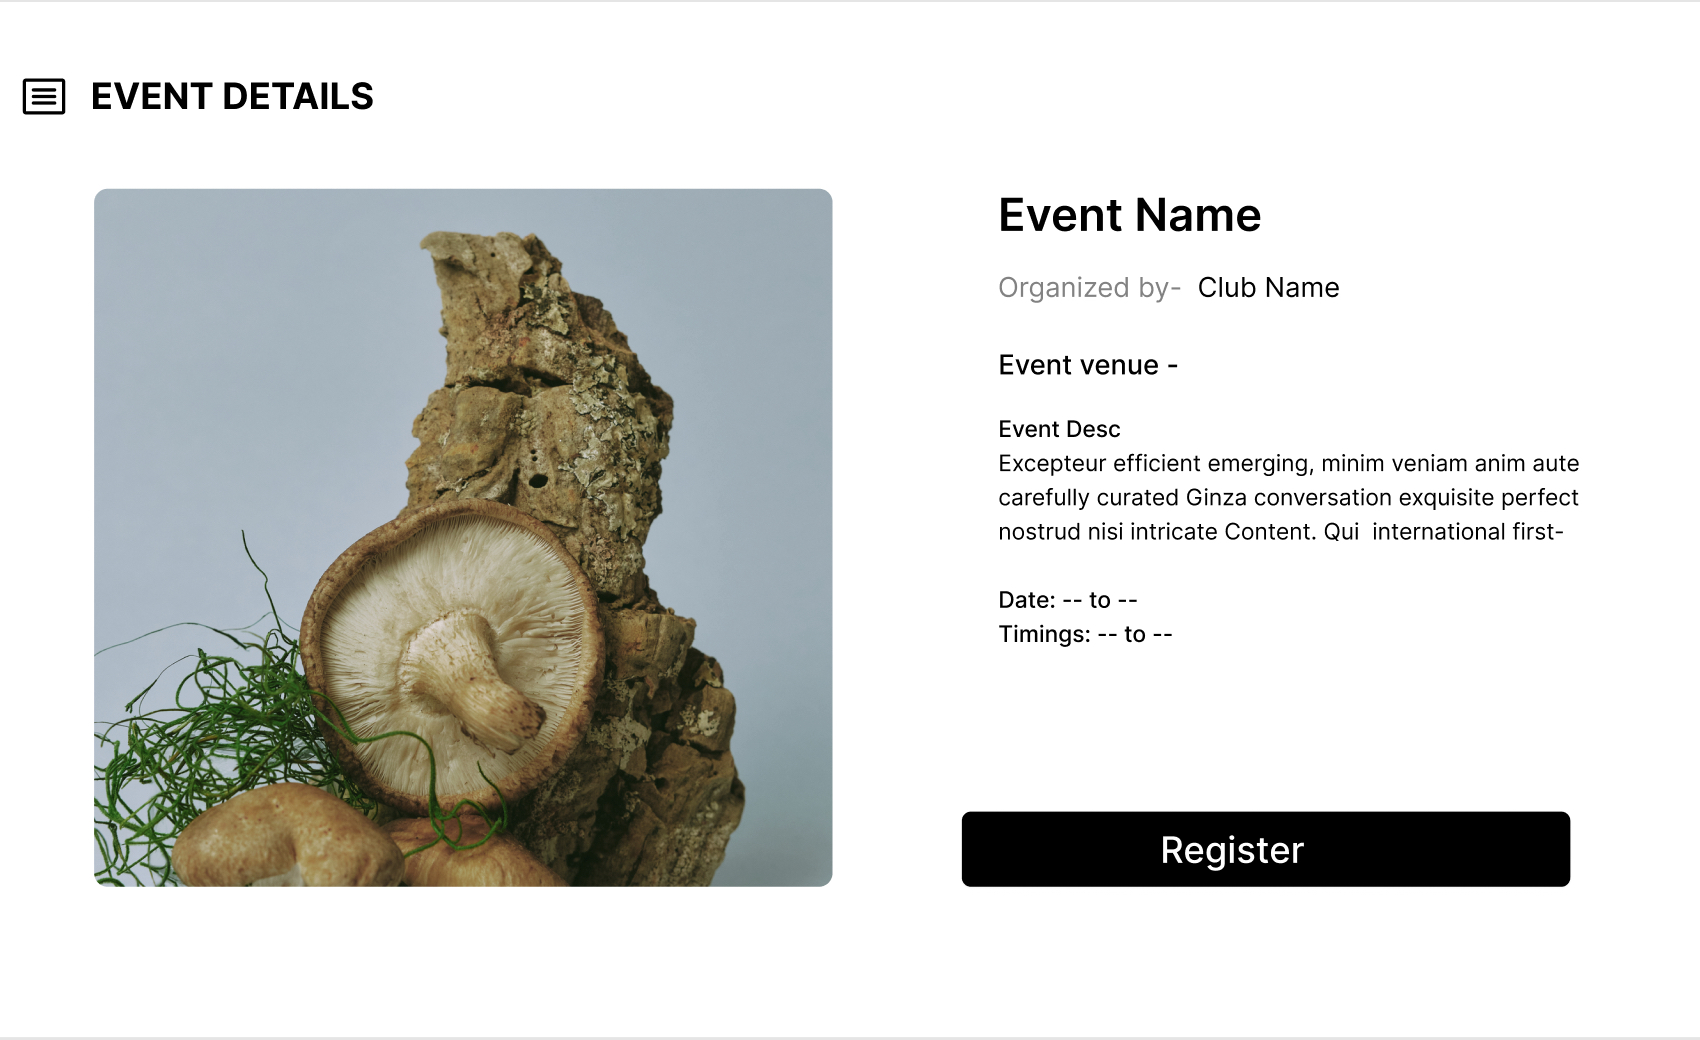 EVENT DETAILS
Event Name
Organized by- Club Name
Event venue -
Event Desc
Excepteur efficient emerging, minim veniam anim aute
carefully curated Ginza conversation exquisite perfect
nostrud nisi intricate Content. Qui  international first-
Date: -- to --
Timings: -- to --
Register